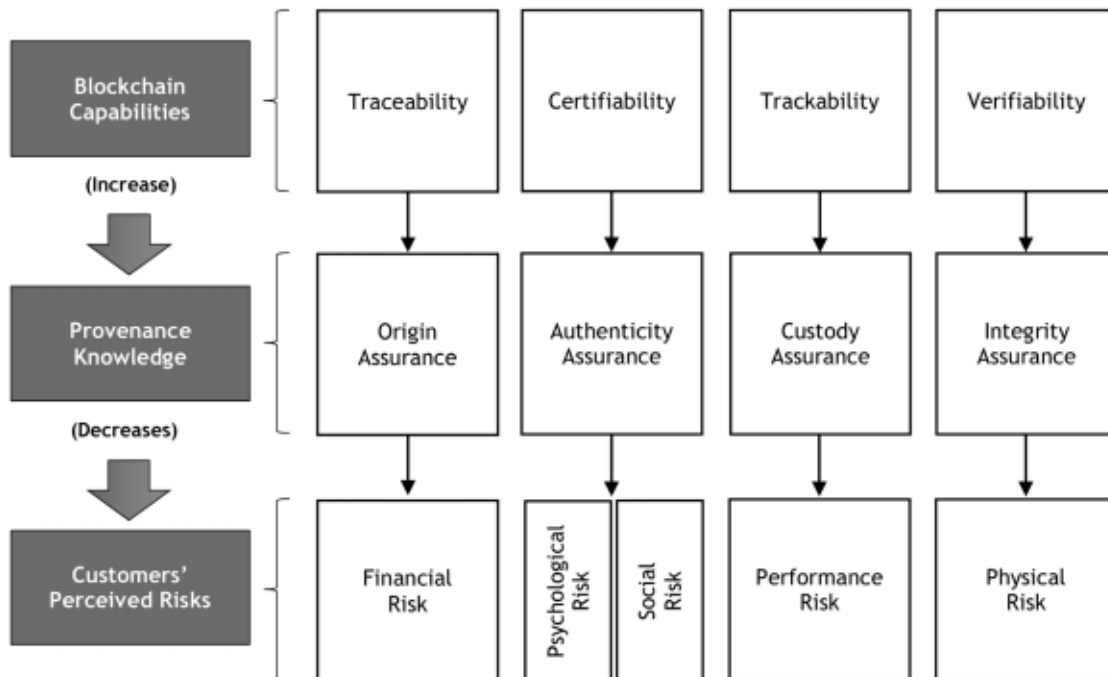 Blockchain
Capabilities
Traceability
Certifiability
Trackability
Verifiability
(Increase)
Provenance
Knowledge
Origin
Assurance
Authenticity
Assurance
Custody
Assurance
Integrity
Assurance
(Decreases)
Customers’
Perceived Risks
Financial
Risk
Psychological
Risk
Social
Risk
Performance
Risk
Physical
Risk